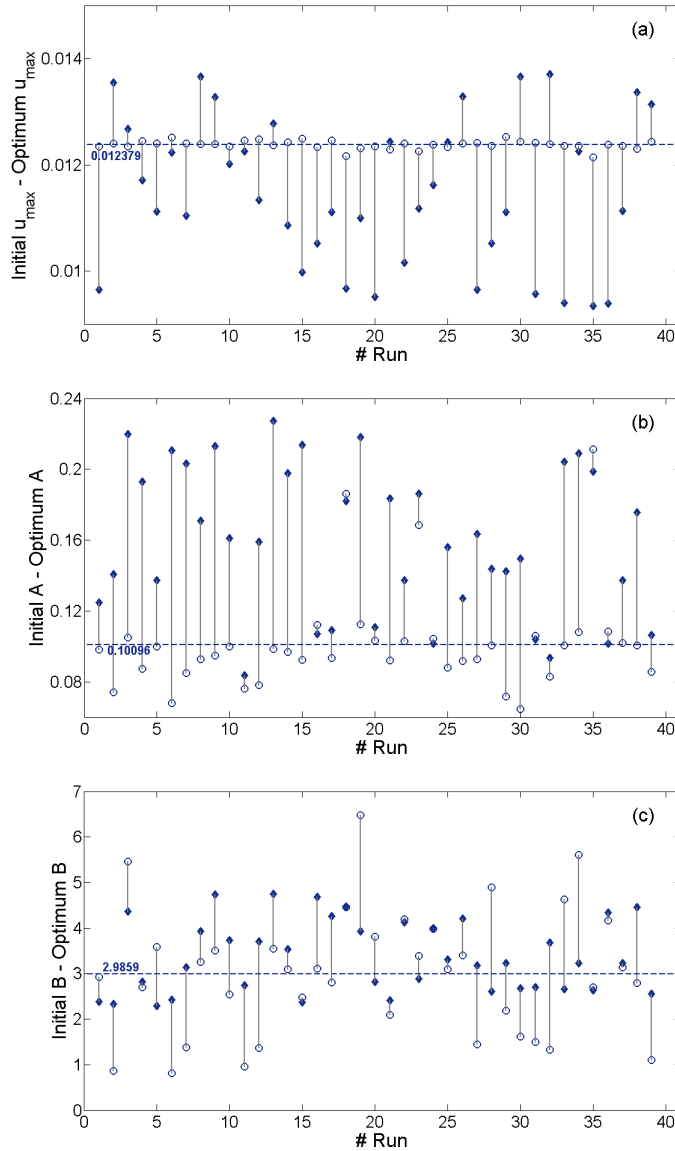 (a)
0.014
0.012
0.01
0.012379
Initial u_max - Optimum u_max
0 5 10 15 20 25 30 35 40
# Run
(b)
0.24
0.2
0.16
0.12
0.08
0.10096
Initial A - Optimum A
0 5 10 15 20 25 30 35 40
# Run
(c)
7
6
5
4
3
2
1
0
2.9859
Initial B - Optimum B
0 5 10 15 20 25 30 35 40
# Run